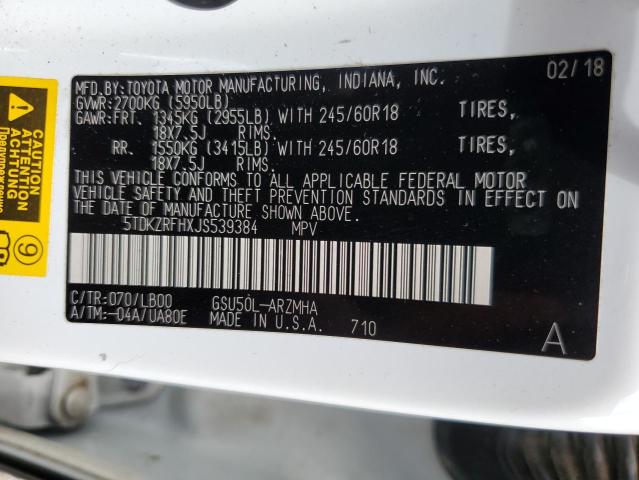 MFD.BY:TOYOTA MOTOR MANUFACTURING, INDIANA, INC. 02/18
GVWR:2700KG (5950LB)
GAWR:FRT. 1345KG (2955LB) WITH 245/60R18 TIRES,
18X7.5J RIMS.
RR. 1550KG (3415LB) WITH 245/60R18 TIRES,
18X7.5J RIMS.
THIS VEHICLE CONFORMS TO ALL APPLICABLE FEDERAL MOTOR
VEHICLE SAFETY AND THEFT PREVENTION STANDARDS IN EFFECT ON
THE DATE OF MANUFACTURE SHOWN ABOVE.
5TDKZRFHXJS539384 MPV
C/TR:070/LB00 GSU50L-ARZMHA
A/TM:-04A/UA80E MADE IN U.S.A. 710 A
CAUTION
ATTENTION
ACHTUNG
9